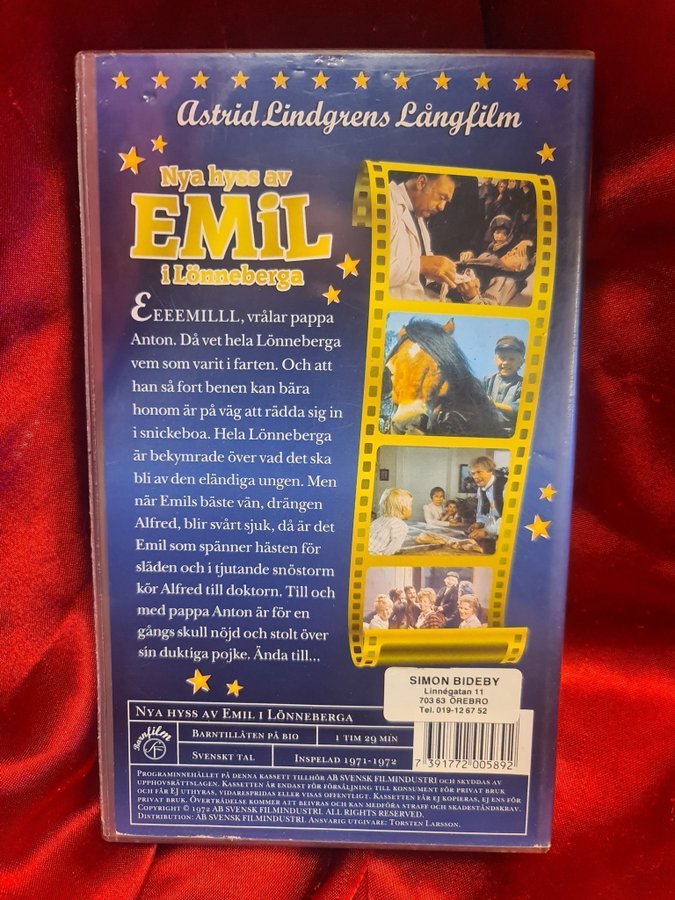 Astrid Lindgrens Långfilm
Nya hyss av
EMiL
i Lönneberga
EEEEMILLL, vrålar pappa
Anton. Då vet hela Lönneberga
vem som varit i farten. Och att
han så fort benen kan bära
honom är på väg att rädda sig in
i snickeboa. Hela Lönneberga
är bekymrade över vad det ska
bli av den eländiga ungen. Men
när Emils bäste vän, drängen
Alfred, blir svårt sjuk, då är det
Emil som spänner hästen för
släden och i tjutande snöstorm
kör Alfred till doktorn. Till och
med pappa Anton är för en
gångs skull nöjd och stolt över
sin duktiga pojke. Ända till...
SIMON BIDEBY
Linnégatan 11
703 63 ÖREBRO
Tel. 019-12 67 52
NYA HYSS AV EMIL I LÖNNEBERGA
Barnfilm
SF
BARNTILLÅTEN PÅ BIO
1 TIM 29 MIN
SVENSKT TAL
INSPELAD 1971-1972
7 391772 005892
PROGRAMINNEHÅLLET PÅ DENNA KASSETT TILLHÖR AB SVENSK FILMINDUSTRI OCH SKYDDAS AV
UPPHOVSRÄTTSLAGEN. KASSETTEN ÄR ENDAST FÖR FÖRSÄLJNING TILL KONSUMENT FÖR PRIVAT BRUK
OCH FÅR EJ UTHYRAS, VIDARESPRIDAS ELLER VISAS OFFENTLIGT. KASSETTEN FÅR EJ KOPIERAS, EJ ENS FÖR
PRIVAT BRUK. ÖVERTRÄDELSE KOMMER ATT BEIVRAS OCH KAN MEDFÖRA STRAFF OCH SKADESTÅNDSKRAV.
COPYRIGHT © 1972 AB SVENSK FILMINDUSTRI. ALL RIGHTS RESERVED.
DISTRIBUTION: AB SVENSK FILMINDUSTRI. ANSVARIG UTGIVARE: TORSTEN LARSSON.